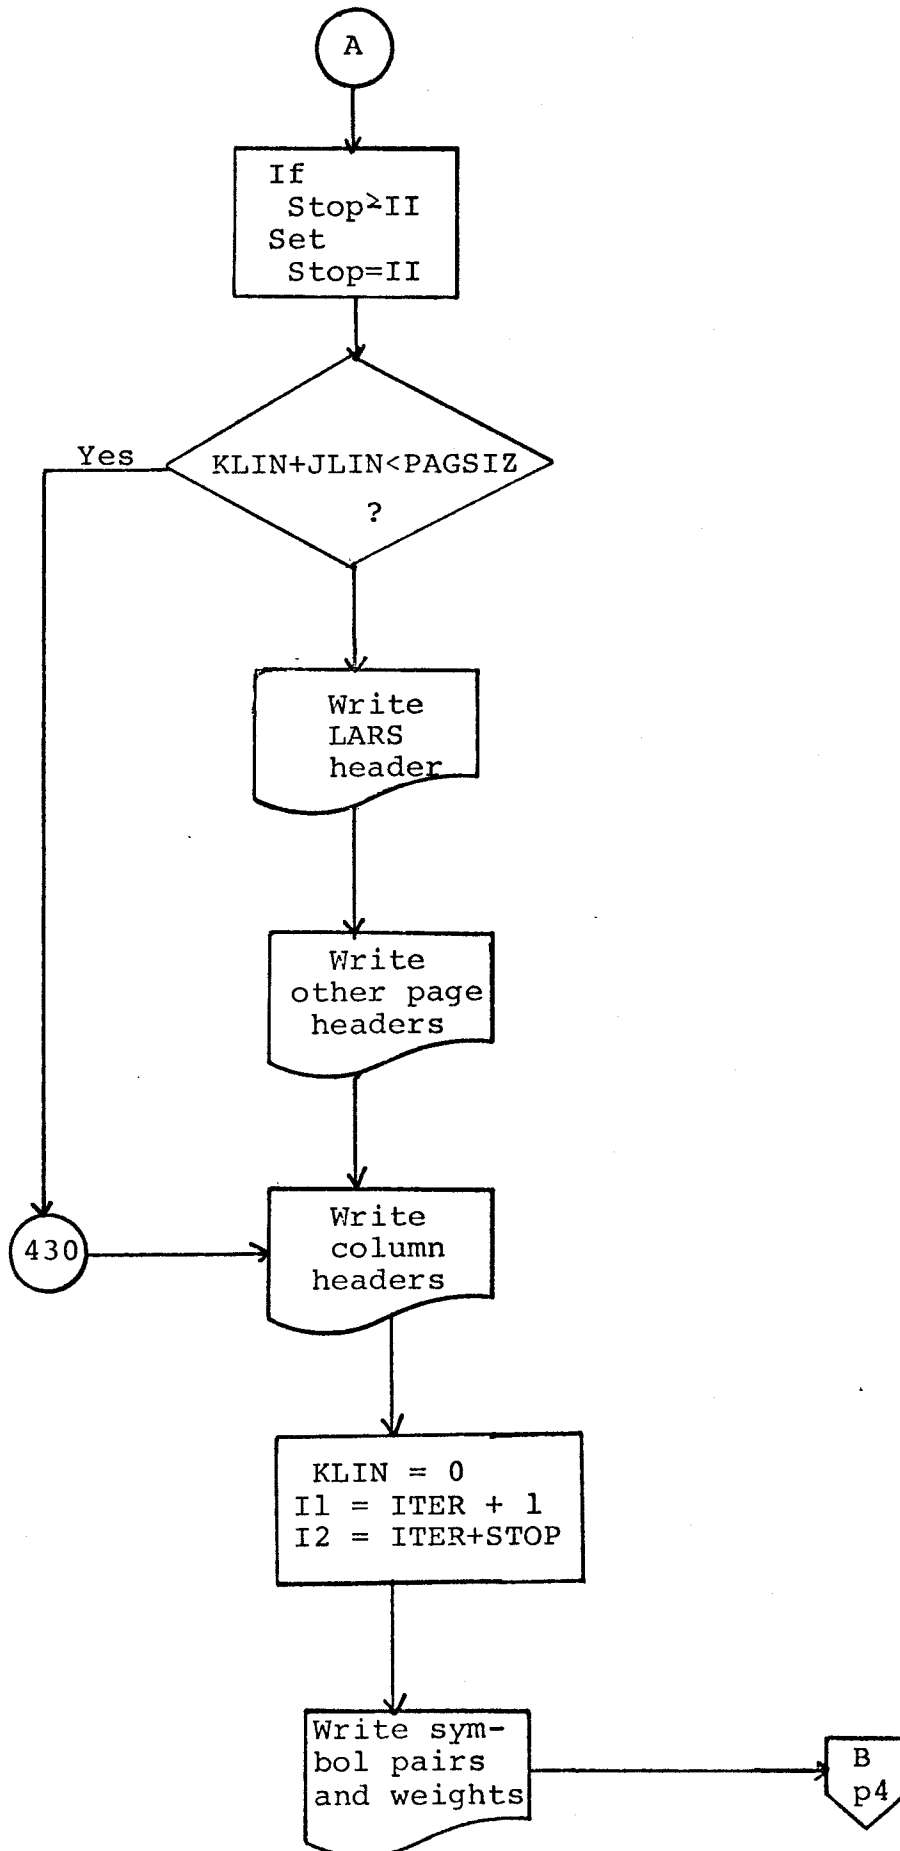 A
If
Stop≥II
Set
Stop=II
Yes
KLIN+JLIN<PAGSIZ
?
Write
LARS
header
Write
other page
headers
430
Write
column
headers
KLIN = 0
I1 = ITER + 1
I2 = ITER+STOP
Write sym-
bol pairs
and weights
B
p4